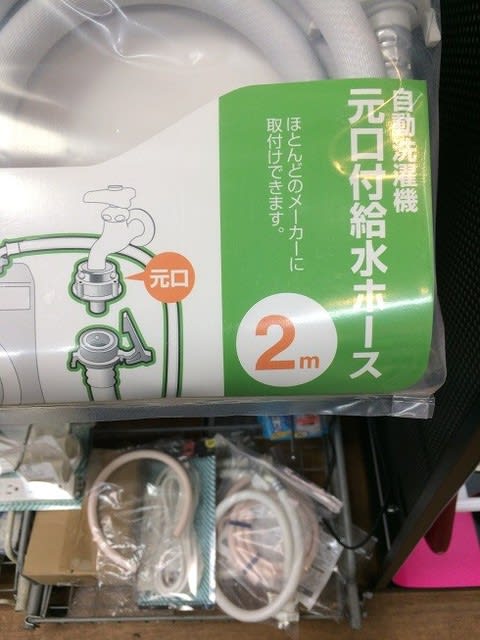 自動洗濯機
元口付給水ホース
ほとんどのメーカーに
取付けできます。
2m
元口